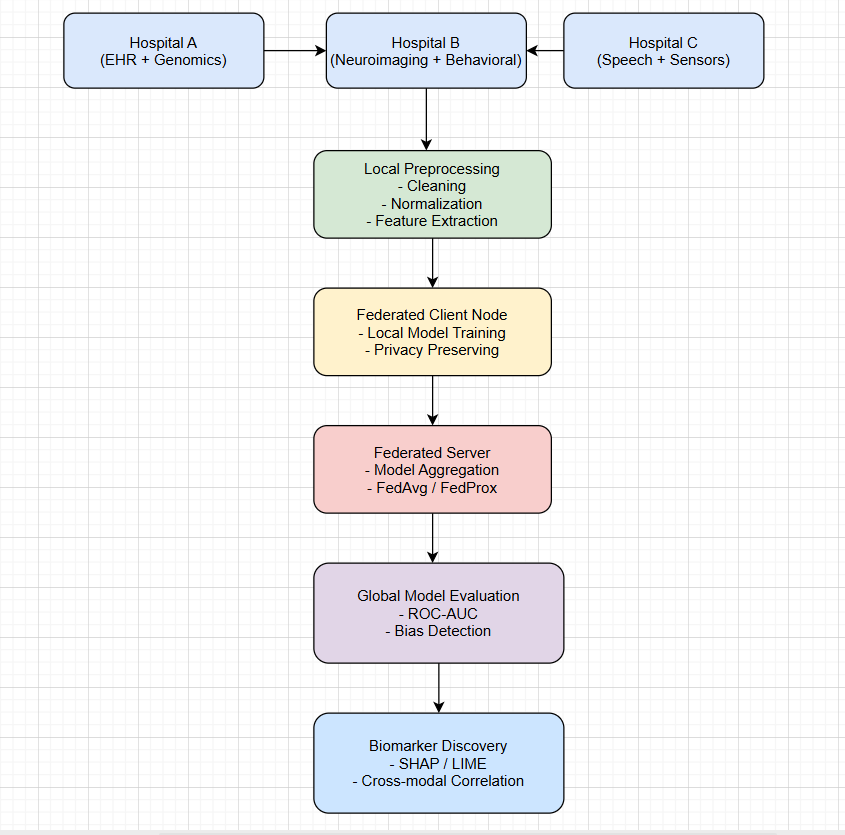 Hospital A
(EHR + Genomics)
Hospital B
(Neuroimaging + Behavioral)
Hospital C
(Speech + Sensors)
Local Preprocessing
- Cleaning
- Normalization
- Feature Extraction
Federated Client Node
- Local Model Training
- Privacy Preserving
Federated Server
- Model Aggregation
- FedAvg / FedProx
Global Model Evaluation
- ROC-AUC
- Bias Detection
Biomarker Discovery
- SHAP / LIME
- Cross-modal Correlation